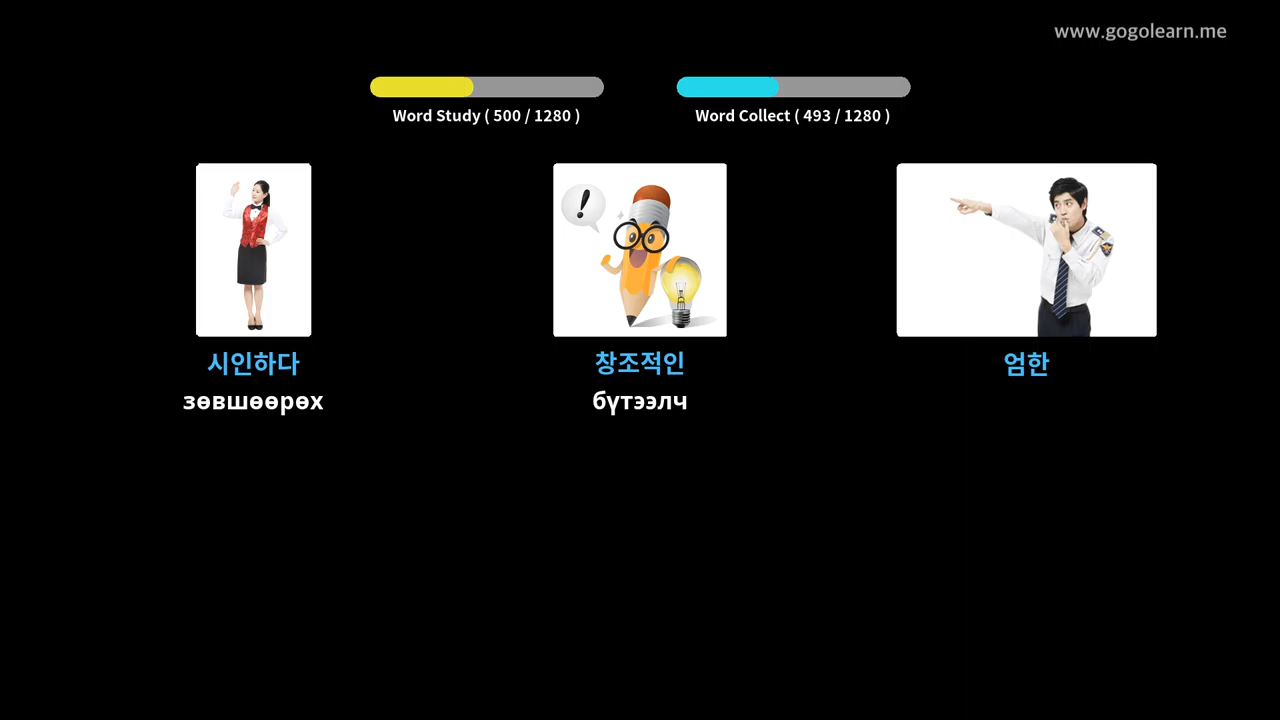 www.gogolearn.me
Word Study ( 500 / 1280 )
Word Collect ( 493 / 1280 )
!
시인하다
зөвшөөрөх
창조적인
бүтээлч
엄한